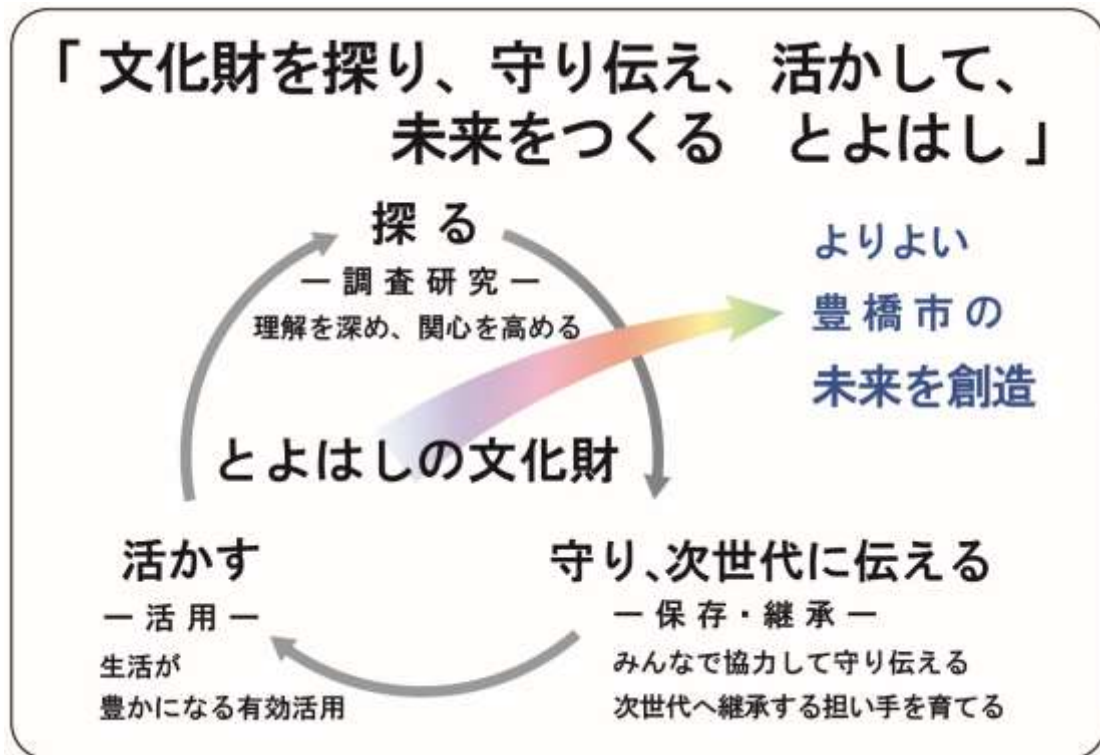 「文化財を探り、守り伝え、活かして、
未来をつくる　とよはし」
探る
ー調査研究ー
理解を深め、関心を高める
よりよい
豊橋市の
未来を創造
とよはしの文化財
活かす
ー活用ー
生活が
豊かになる有効活用
守り、次世代に伝える
ー保存・継承ー
みんなで協力して守り伝える
次世代へ継承する担い手を育てる